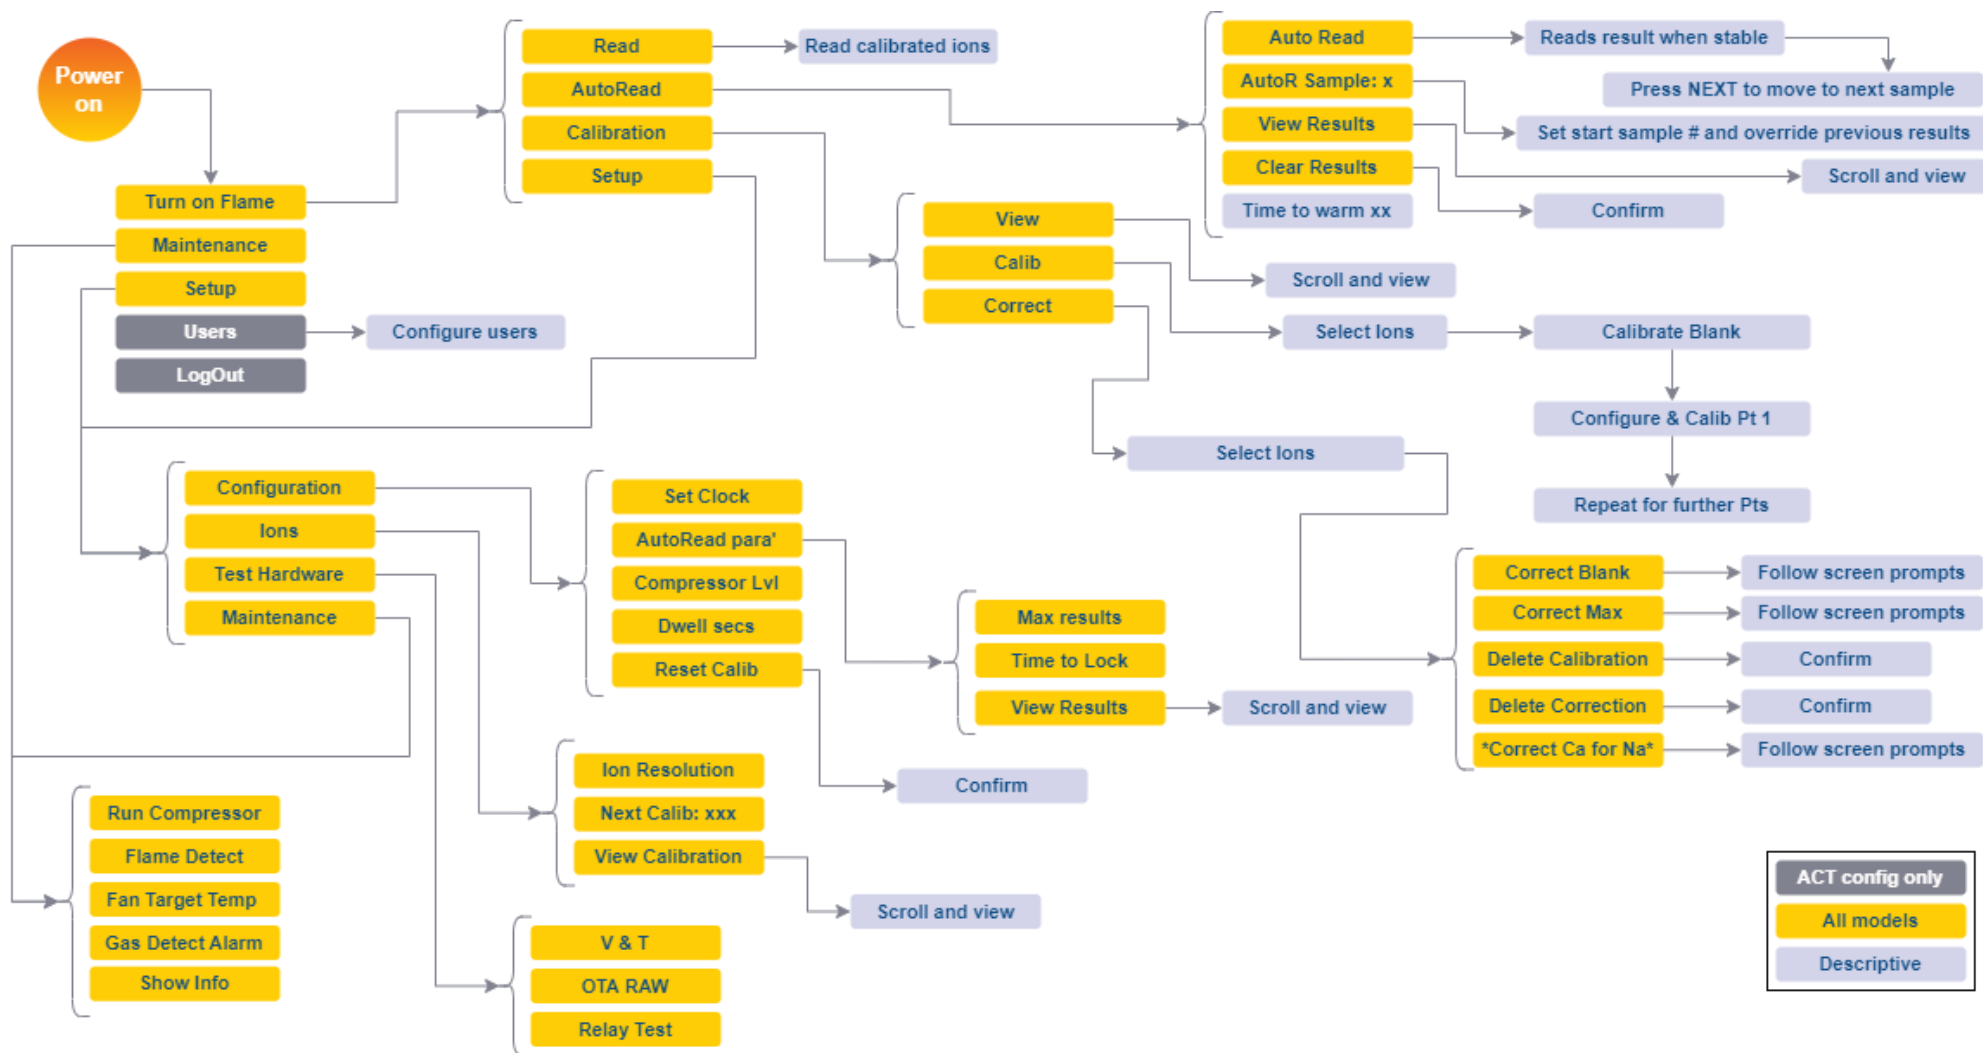 Power
on
Turn on Flame
Maintenance
Setup
Users
Configure users
LogOut
Read
Read calibrated ions
AutoRead
Calibration
Setup
Auto Read
Reads result when stable
Press NEXT to move to next sample
AutoR Sample: x
Set start sample # and override previous results
View Results
Scroll and view
Clear Results
Confirm
Time to warm xx
View
Scroll and view
Calib
Select Ions
Calibrate Blank
Configure & Calib Pt 1
Repeat for further Pts
Correct
Select Ions
Correct Blank
Follow screen prompts
Correct Max
Follow screen prompts
Delete Calibration
Confirm
Delete Correction
Confirm
*Correct Ca for Na*
Follow screen prompts
Configuration
Ions
Test Hardware
Maintenance
Set Clock
AutoRead para'
Compressor Lvl
Dwell secs
Reset Calib
Confirm
Max results
Time to Lock
View Results
Scroll and view
Ion Resolution
Next Calib: xxx
View Calibration
Scroll and view
V & T
OTA RAW
Relay Test
Run Compressor
Flame Detect
Fan Target Temp
Gas Detect Alarm
Show Info
ACT config only
All models
Descriptive